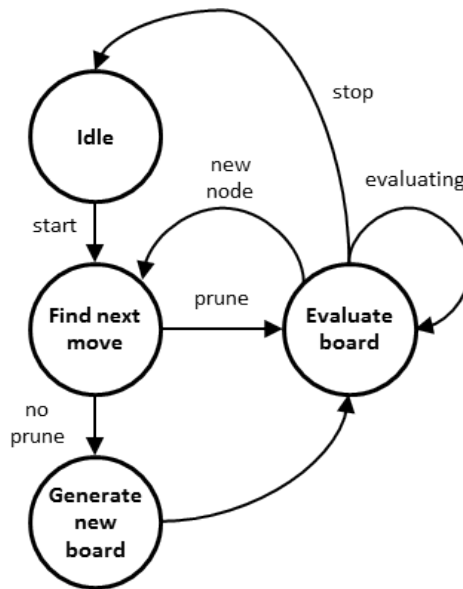 stop
Idle
new
node
evaluating
start
Find next
move
prune
Evaluate
board
no
prune
Generate
new
board